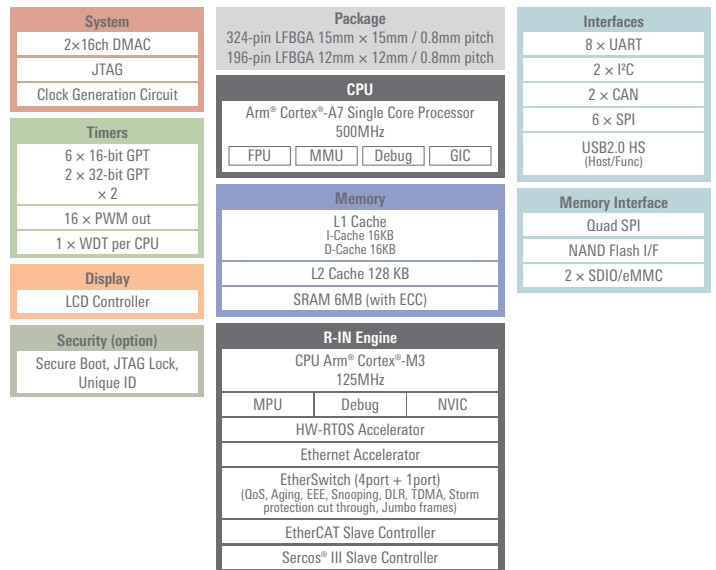 System
2×16ch DMAC
JTAG
Clock Generation Circuit
Timers
6 × 16-bit GPT
2 × 32-bit GPT
× 2
16 × PWM out
1 × WDT per CPU
Display
LCD Controller
Security (option)
Secure Boot, JTAG Lock,
Unique ID
Package
324-pin LFBGA 15mm × 15mm / 0.8mm pitch
196-pin LFBGA 12mm × 12mm / 0.8mm pitch
CPU
Arm® Cortex®-A7 Single Core Processor
500MHz
FPU MMU Debug GIC
Memory
L1 Cache
I-Cache 16KB
D-Cache 16KB
L2 Cache 128 KB
SRAM 6MB (with ECC)
R-IN Engine
CPU Arm® Cortex®-M3
125MHz
MPU Debug NVIC
HW-RTOS Accelerator
Ethernet Accelerator
EtherSwitch (4port + 1port)
(QoS, Aging, EEE, Snooping, DLR, TDMA, Storm
protection cut through, Jumbo frames)
EtherCAT Slave Controller
Sercos® III Slave Controller
Interfaces
8 × UART
2 × I²C
2 × CAN
6 × SPI
USB2.0 HS
(Host/Func)
Memory Interface
Quad SPI
NAND Flash I/F
2 × SDIO/eMMC